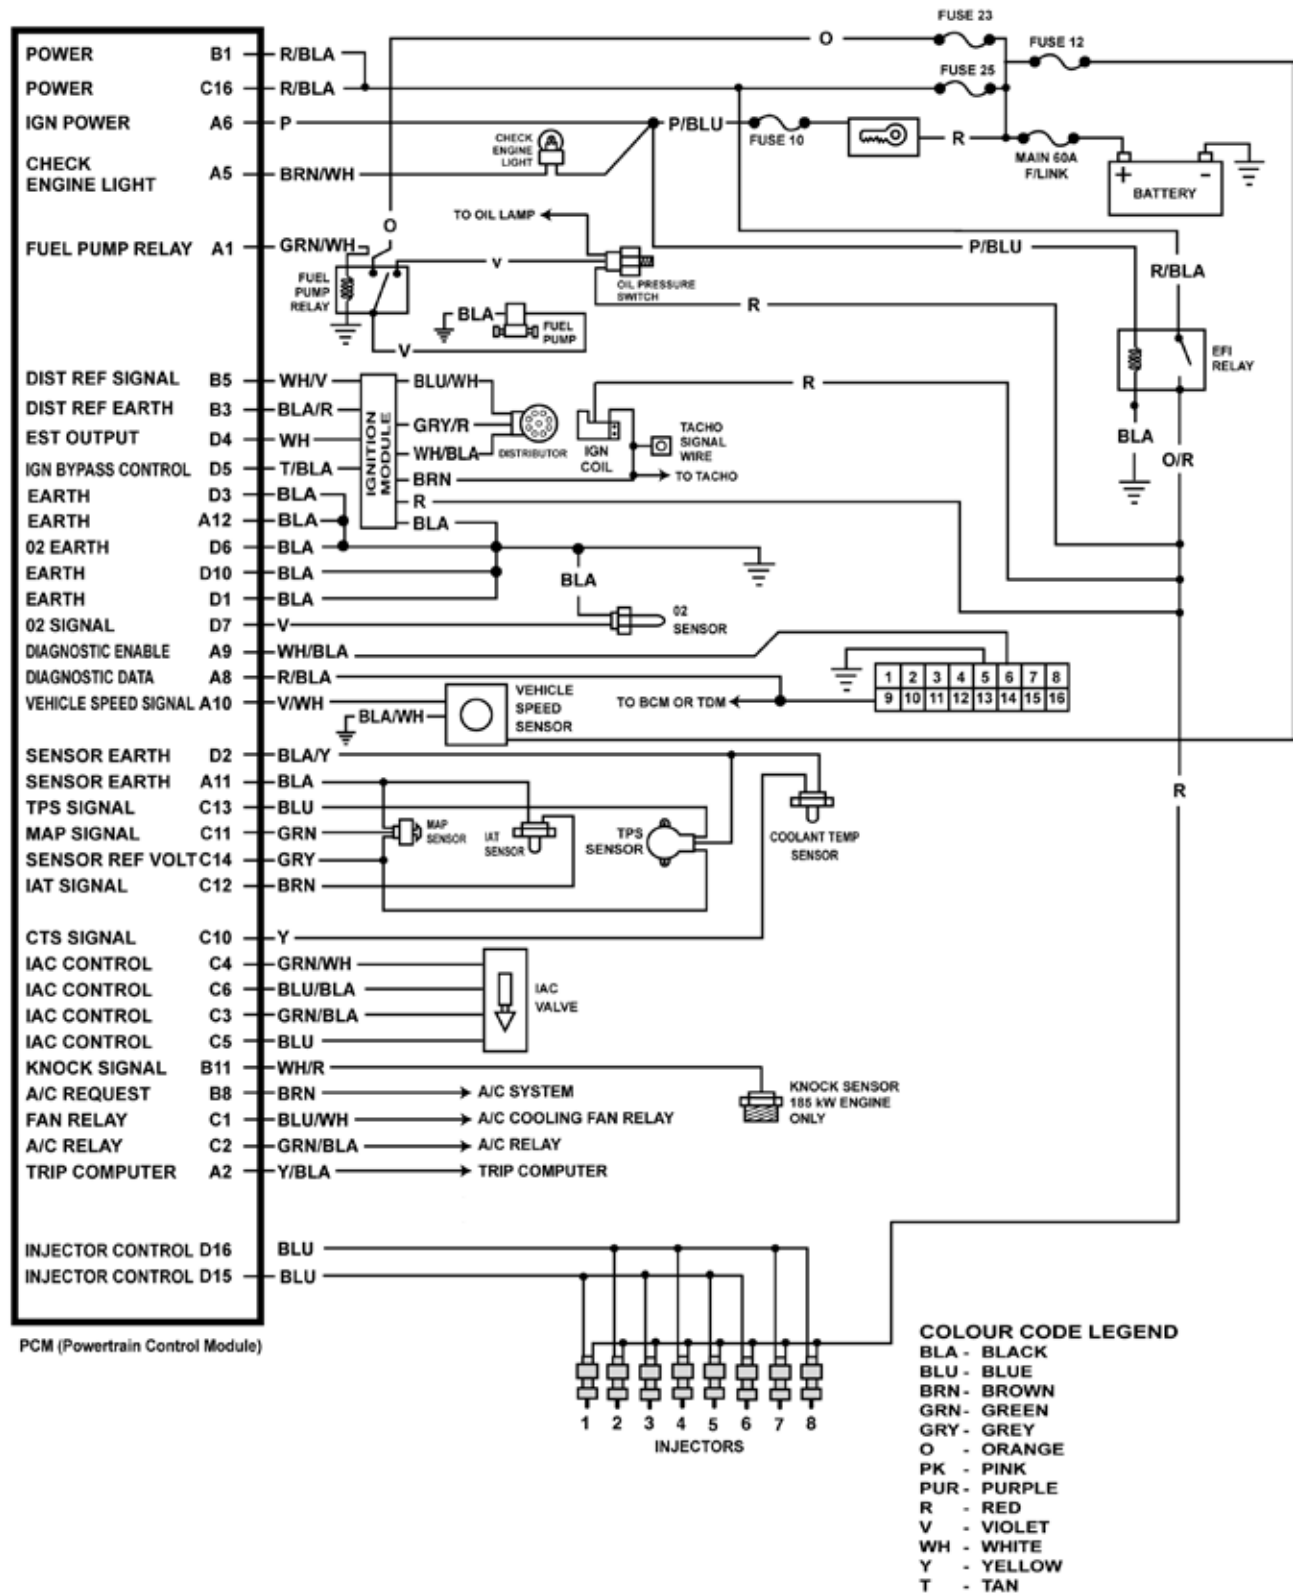 FUSE 23
O
FUSE 12
POWER B1 R/BLA
FUSE 25
POWER C16 R/BLA
IGN POWER A6 P
P/BLU
FUSE 10
R
MAIN 60A
F/LINK
CHECK
ENGINE
LIGHT
CHECK
ENGINE LIGHT A5 BRN/WH
+ -
BATTERY
TO OIL LAMP
O
FUEL PUMP RELAY A1 GRN/WH
V
P/BLU
R/BLA
FUEL
PUMP
RELAY
OIL PRESSURE
SWITCH
R
BLA
FUEL
PUMP
V
EFI
RELAY
DIST REF SIGNAL B5 WH/V
BLU/WH
R
DIST REF EARTH B3 BLA/R
GRY/R
EST OUTPUT D4 WH
WH/BLA
DISTRIBUTOR
IGN
COIL
TACHO
SIGNAL
WIRE
BLA
O/R
IGN BYPASS CONTROL D5 T/BLA
IGNITION
MODULE
BRN
TO TACHO
EARTH D3 BLA
R
EARTH A12 BLA
BLA
02 EARTH D6 BLA
EARTH D10 BLA
BLA
EARTH D1 BLA
02 SIGNAL D7 V
02
SENSOR
DIAGNOSTIC ENABLE A9 WH/BLA
DIAGNOSTIC DATA A8 R/BLA
1 2 3 4 5 6 7 8
9 10 11 12 13 14 15 16
VEHICLE SPEED SIGNAL A10 V/WH
BLA/WH
VEHICLE
SPEED
SENSOR
TO BCM OR TDM
SENSOR EARTH D2 BLA/Y
SENSOR EARTH A11 BLA
R
TPS SIGNAL C13 BLU
MAP SIGNAL C11 GRN
MAP
SENSOR
IAT
SENSOR
TPS
SENSOR
COOLANT TEMP
SENSOR
SENSOR REF VOLT C14 GRY
IAT SIGNAL C12 BRN
CTS SIGNAL C10 Y
IAC CONTROL C4 GRN/WH
IAC CONTROL C6 BLU/BLA
IAC
VALVE
IAC CONTROL C3 GRN/BLA
IAC CONTROL C5 BLU
KNOCK SIGNAL B11 WH/R
KNOCK SENSOR
185 kW ENGINE
ONLY
A/C REQUEST B8 BRN A/C SYSTEM
FAN RELAY C1 BLU/WH A/C COOLING FAN RELAY
A/C RELAY C2 GRN/BLA A/C RELAY
TRIP COMPUTER A2 Y/BLA TRIP COMPUTER
INJECTOR CONTROL D16 BLU
INJECTOR CONTROL D15 BLU
PCM (Powertrain Control Module)
1 2 3 4 5 6 7 8
INJECTORS
COLOUR CODE LEGEND
BLA - BLACK
BLU - BLUE
BRN - BROWN
GRN - GREEN
GRY - GREY
O - ORANGE
PK - PINK
PUR - PURPLE
R - RED
V - VIOLET
WH - WHITE
Y - YELLOW
T - TAN